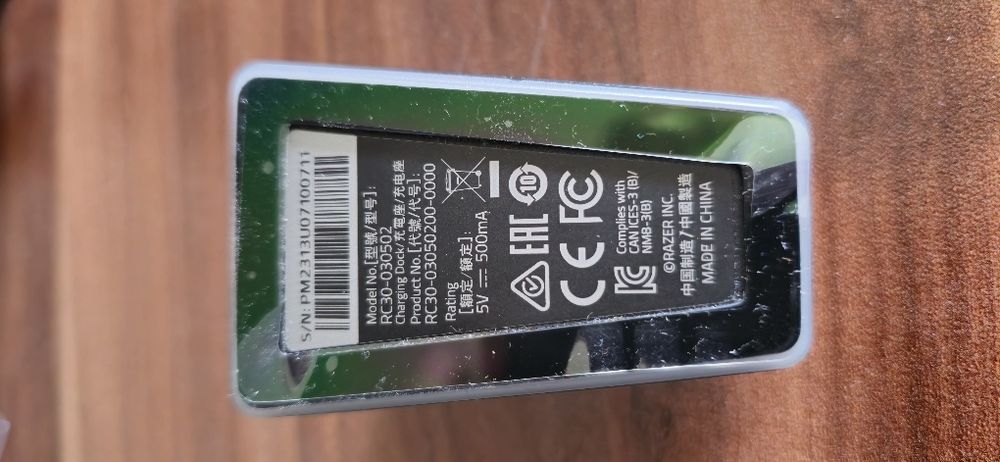 S/N: PM2313U07100711
Model No.[型號/型号]:
RC30-030502
Charging Dock/充電座/充电座
Product No.[代號/代号]:
RC30-03050200-0000
Rating
[額定/额定]:
5V ⎓ 500mA
10
EAC
CE FC
Complies with
CAN ICES-3 (B)/
NMB-3(B)
©RAZER INC.
中国制造 / 中國製造
MADE IN CHINA